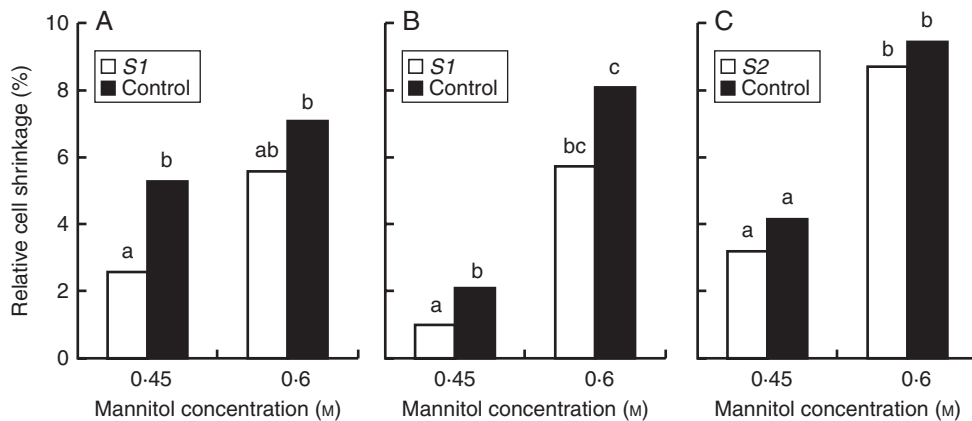 Relative cell shrinkage (%)
10
8
6
4
2
0
A
S1
Control
a
b
ab
b
0·45
0·6
Mannitol concentration (M)
B
S1
Control
a
b
bc
c
0·45
0·6
Mannitol concentration (M)
C
S2
Control
a
a
b
b
0·45
0·6
Mannitol concentration (M)